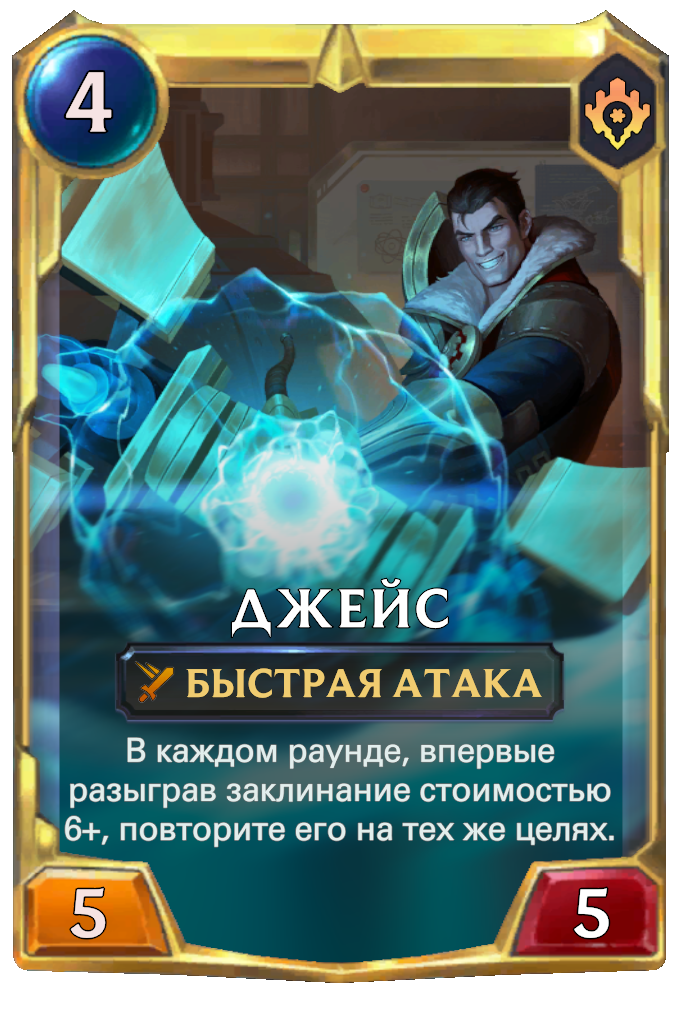 4
ДЖЕЙС
БЫСТРАЯ АТАКА
В каждом раунде, впервые
разыграв заклинание стоимостью
6+, повторите его на тех же целях.
5
5